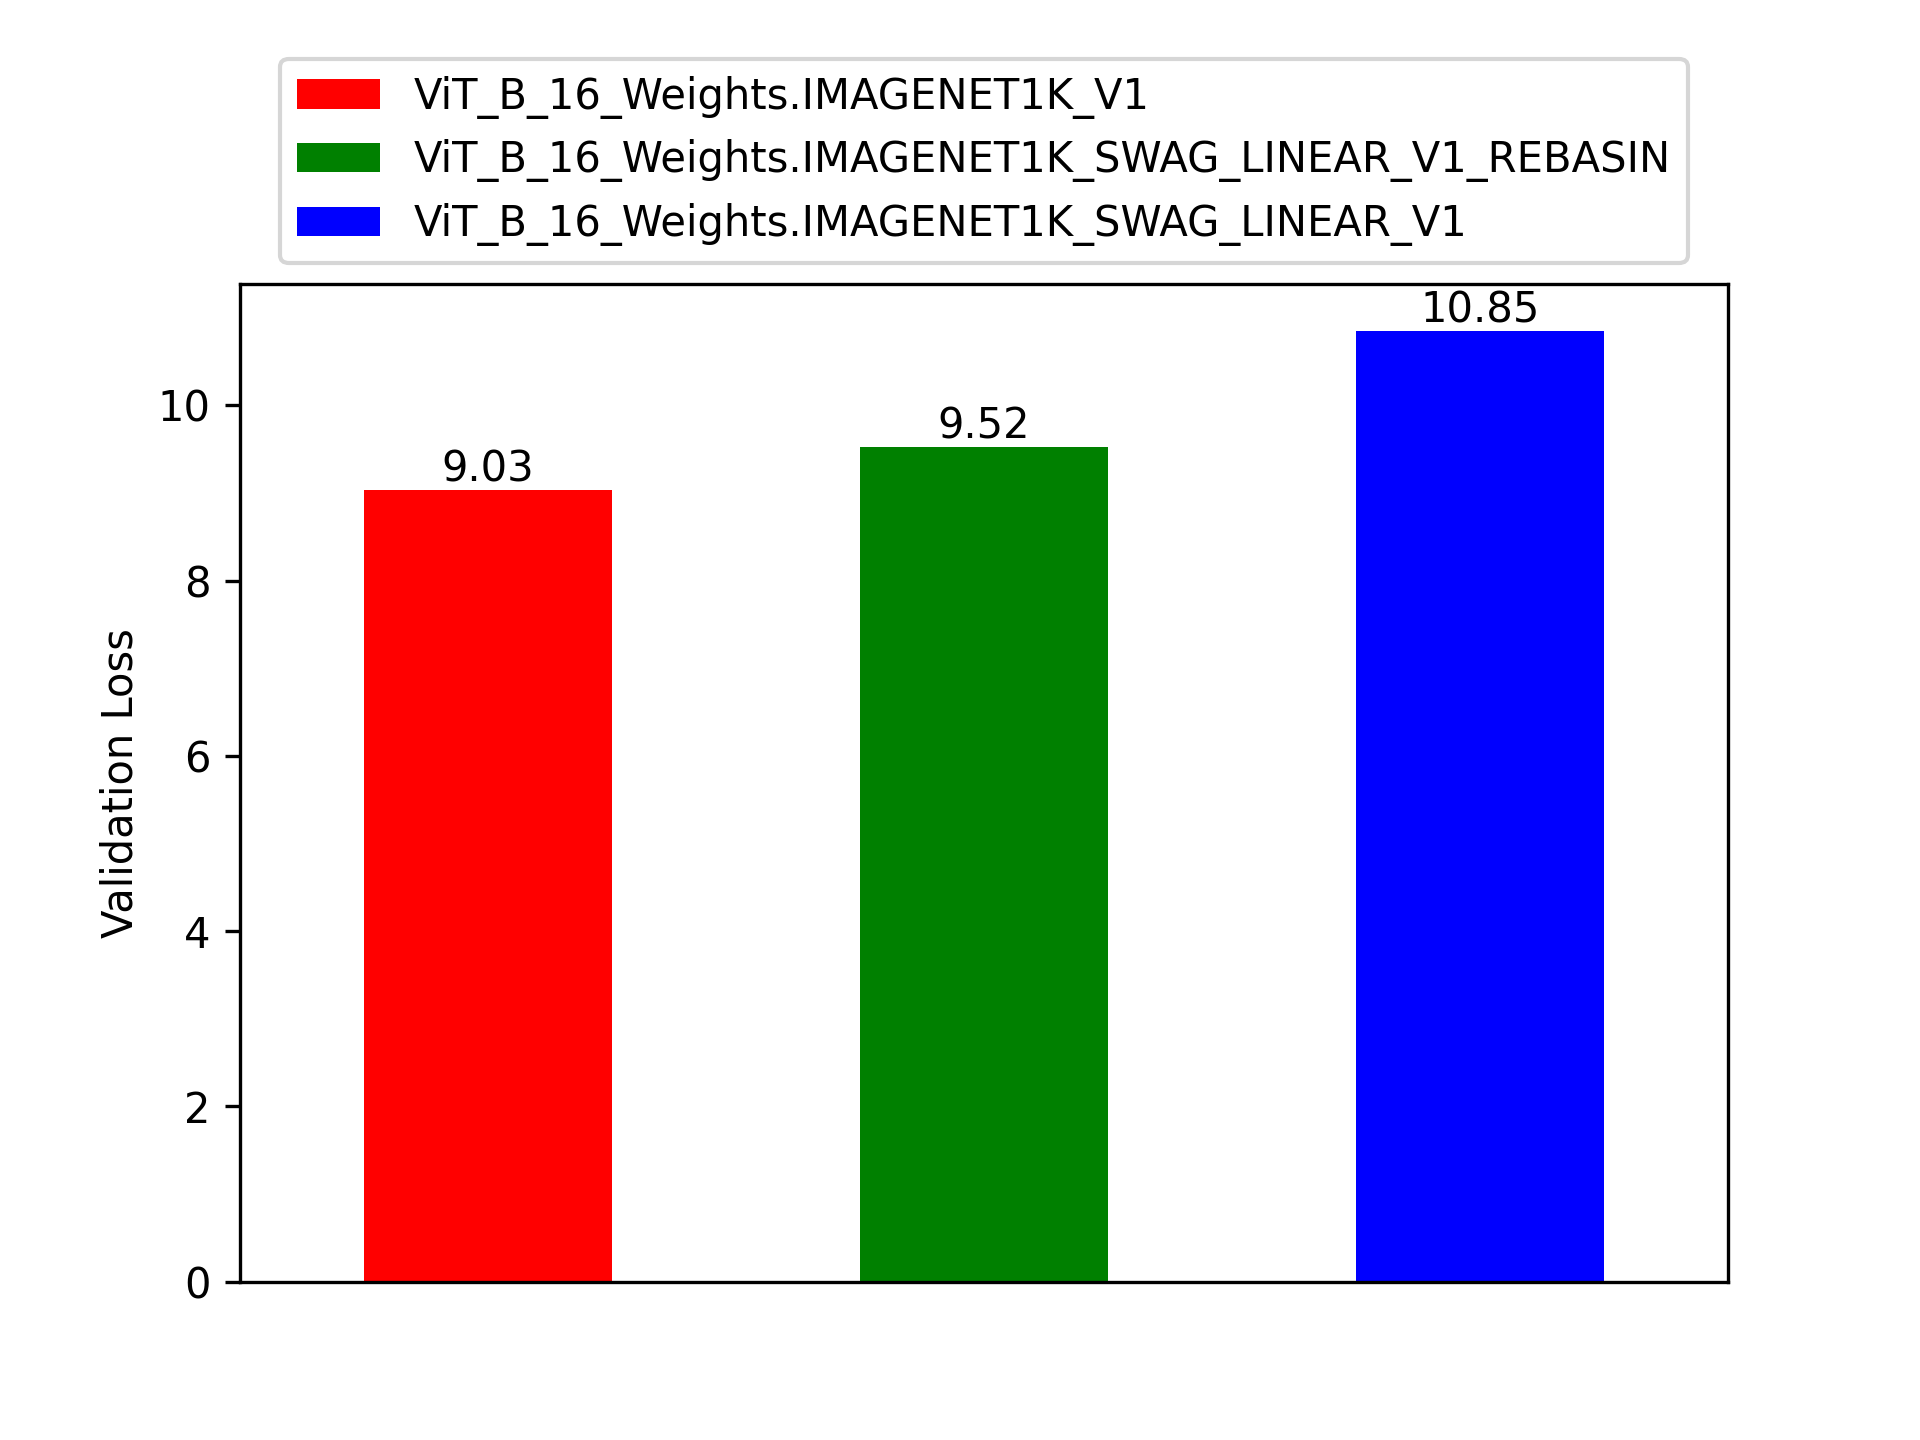 ViT_B_16_Weights.IMAGENET1K_V1
ViT_B_16_Weights.IMAGENET1K_SWAG_LINEAR_V1_REBASIN
ViT_B_16_Weights.IMAGENET1K_SWAG_LINEAR_V1
10.85
9.52
9.03
10
8
6
4
2
0
Validation Loss